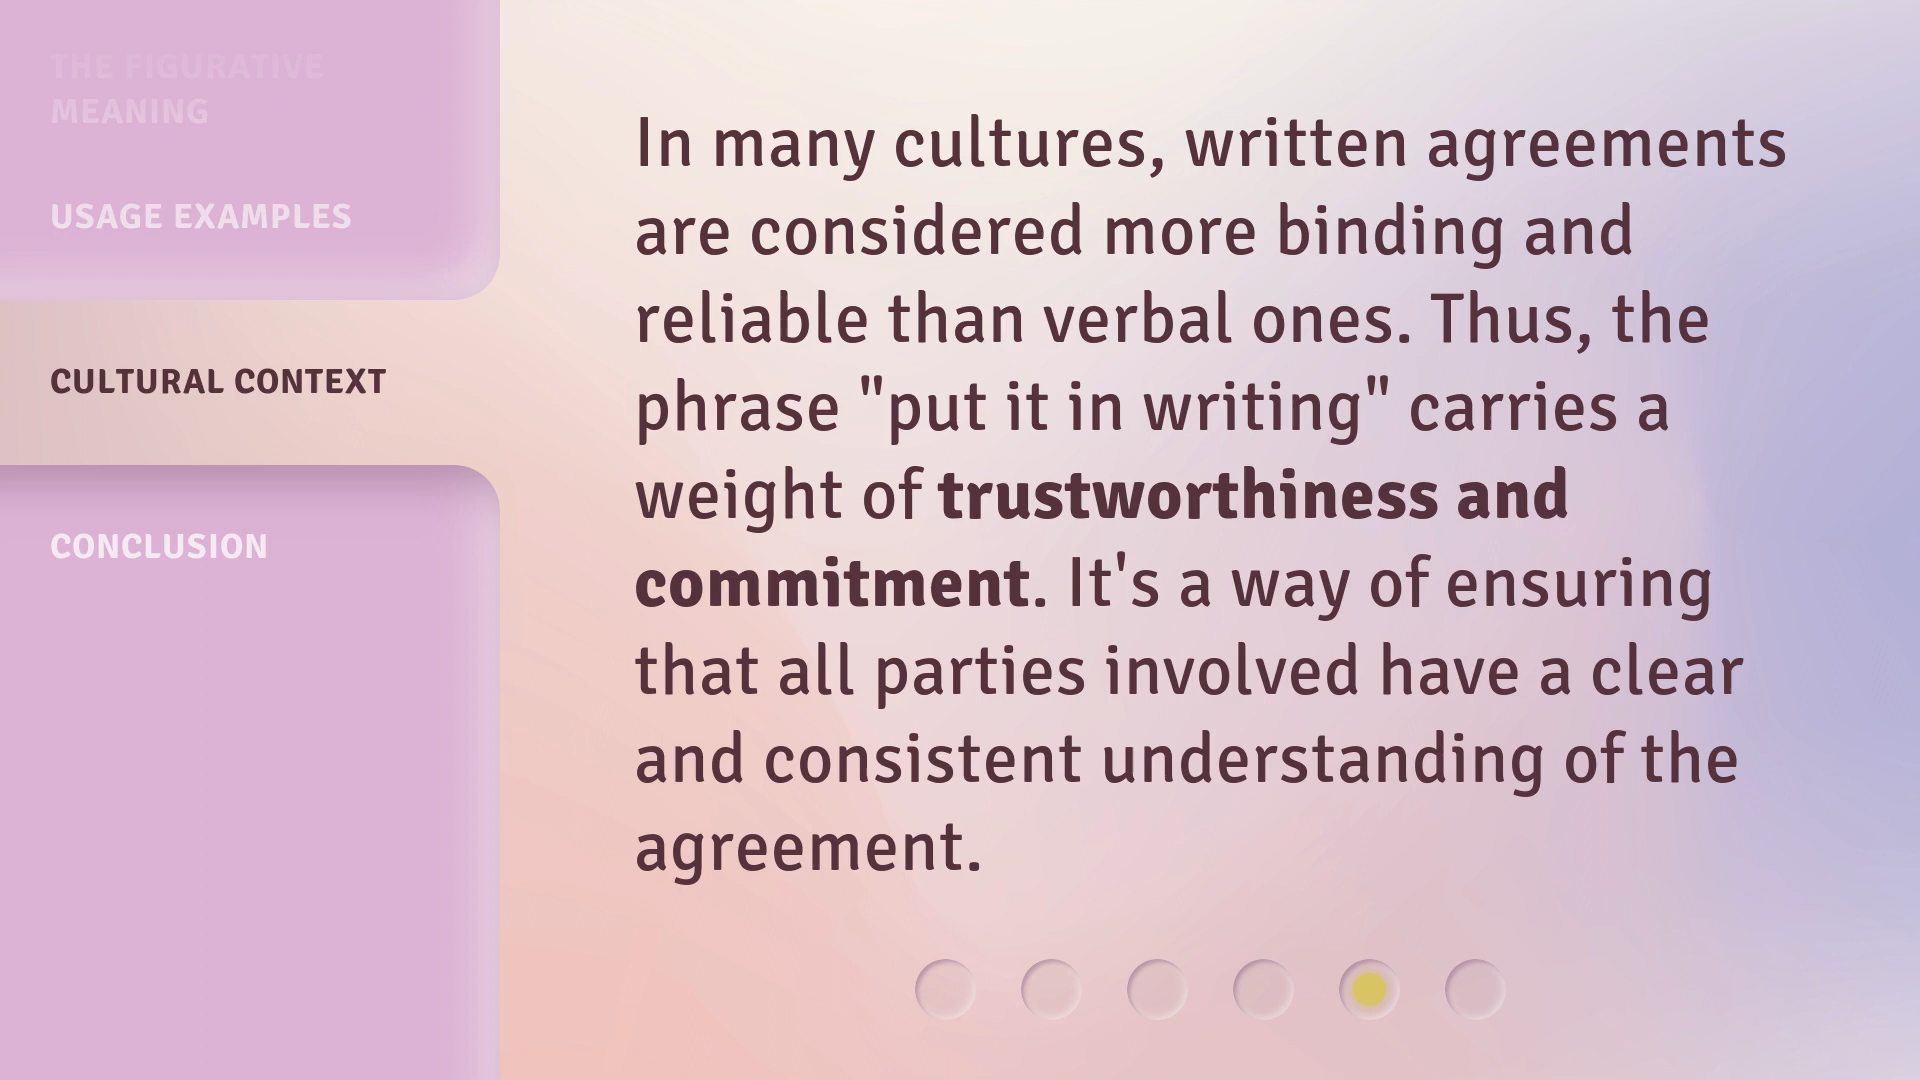 THE FIGURATIVE
MEANING
USAGE EXAMPLES
CULTURAL CONTEXT
CONCLUSION
In many cultures, written agreements
are considered more binding and
reliable than verbal ones. Thus, the
phrase "put it in writing" carries a
weight of trustworthiness and
commitment. It's a way of ensuring
that all parties involved have a clear
and consistent understanding of the
agreement.